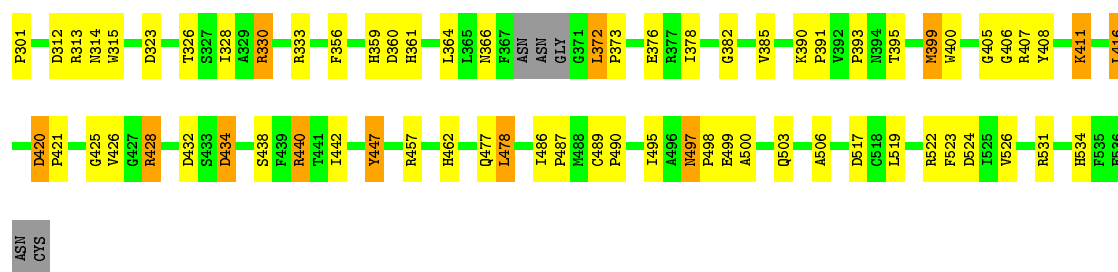 P301 D312 R313 N314 W315 D323 T326 S327 I328 A329 R330 R333 F356 H359 D360 H361 L364 L365 N366 F367 ASN ASN GLY G371 L372 P373 E376 R377 I378 G382 V385 K390 P391 V392 P393 N394 T395 M399 W400 G405 G406 R407 Y408 K411 L416
D420 P421 G425 V426 G427 R428 D432 S433 D434 S438 F439 R440 T441 I442 Y447 R457 H462 Q477 L478 I486 P487 M488 C489 P490 I495 A496 N497 P498 E499 A500 Q503 A506 D517 C518 L519 R522 F523 D524 I525 V526 R531 H534 F535 F536
ASN CYS